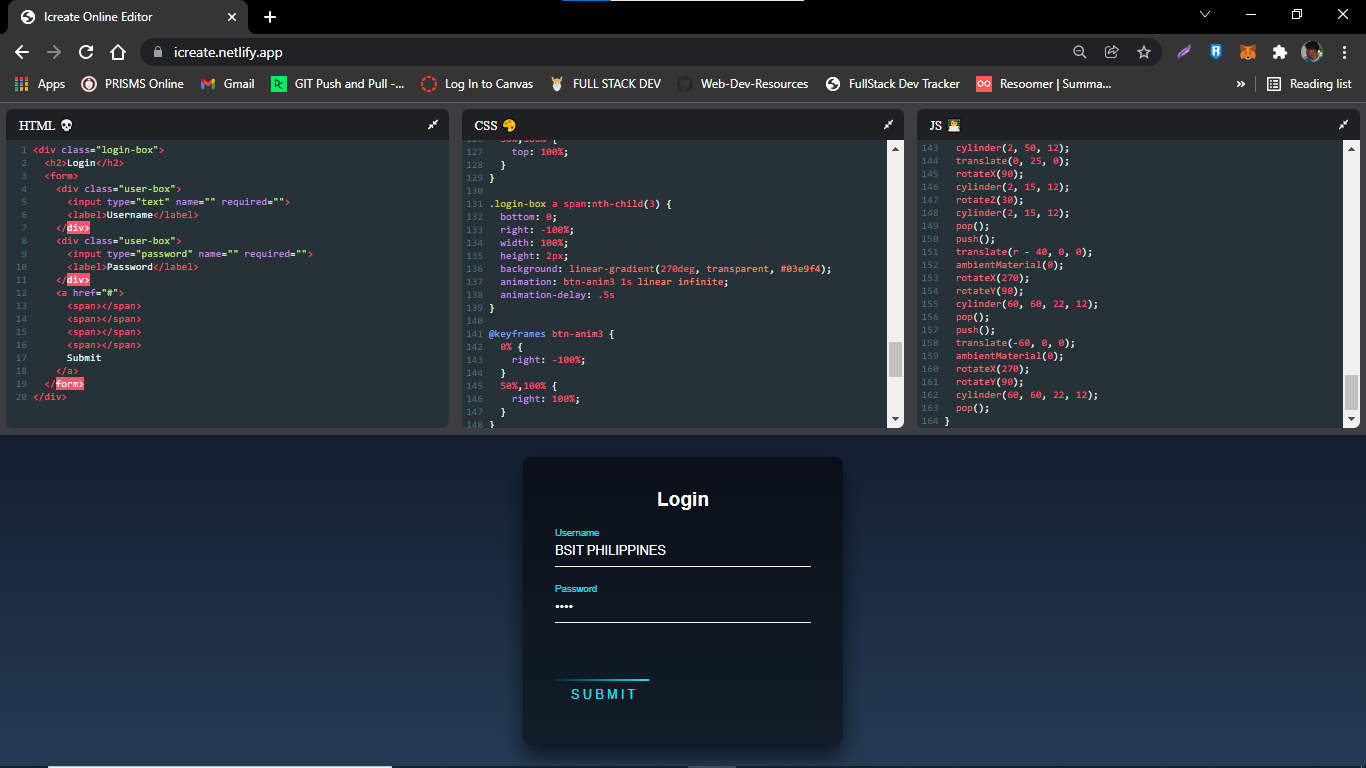 Icreate Online Editor
icreate.netlify.app
Apps
PRISMS Online
Gmail
GIT Push and Pull -...
Log In to Canvas
FULL STACK DEV
Web-Dev-Resources
FullStack Dev Tracker
Resoomer | Summa...
»
Reading list
HTML 💀
1 <div class="login-box">
2 <h2>Login</h2>
3 <form>
4 <div class="user-box">
5 <input type="text" name="" required="">
6 <label>Username</label>
7 </div>
8 <div class="user-box">
9 <input type="password" name="" required="">
10 <label>Password</label>
11 </div>
12 <a href="#">
13 <span></span>
14 <span></span>
15 <span></span>
16 <span></span>
17 Submit
18 </a>
19 </form>
20 </div>
CSS 🎨
126 50%,100% {
127 top: 100%;
128 }
129 }
130
131 .login-box a span:nth-child(3) {
132 bottom: 0;
133 right: -100%;
134 width: 100%;
135 height: 2px;
136 background: linear-gradient(270deg, transparent, #03e9f4);
137 animation: btn-anim3 1s linear infinite;
138 animation-delay: .5s
139 }
140
141 @keyframes btn-anim3 {
142 0% {
143 right: -100%;
144 }
145 50%,100% {
146 right: 100%;
147 }
148 }
JS 👨‍💻
143 cylinder(2, 50, 12);
144 translate(0, 25, 0);
145 rotateX(90);
146 cylinder(2, 15, 12);
147 rotateZ(30);
148 cylinder(2, 15, 12);
149 pop();
150 push();
151 translate(r - 40, 0, 0);
152 ambientMaterial(0);
153 rotateX(270);
154 rotateY(90);
155 cylinder(60, 60, 22, 12);
156 pop();
157 push();
158 translate(-60, 0, 0);
159 ambientMaterial(0);
160 rotateX(270);
161 rotateY(90);
162 cylinder(60, 60, 22, 12);
163 pop();
164 }
Login
Username
BSIT PHILIPPINES
Password
••••
SUBMIT